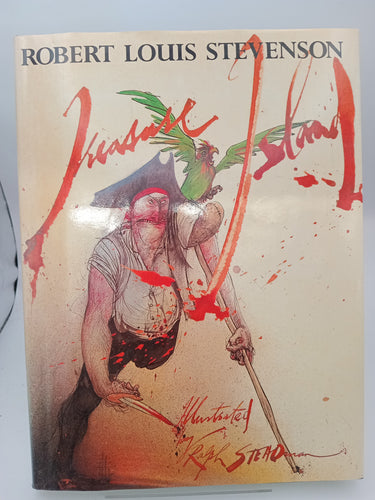 ROBERT LOUIS STEVENSON
Treasure Island
Illustrated
Ralph STEADman